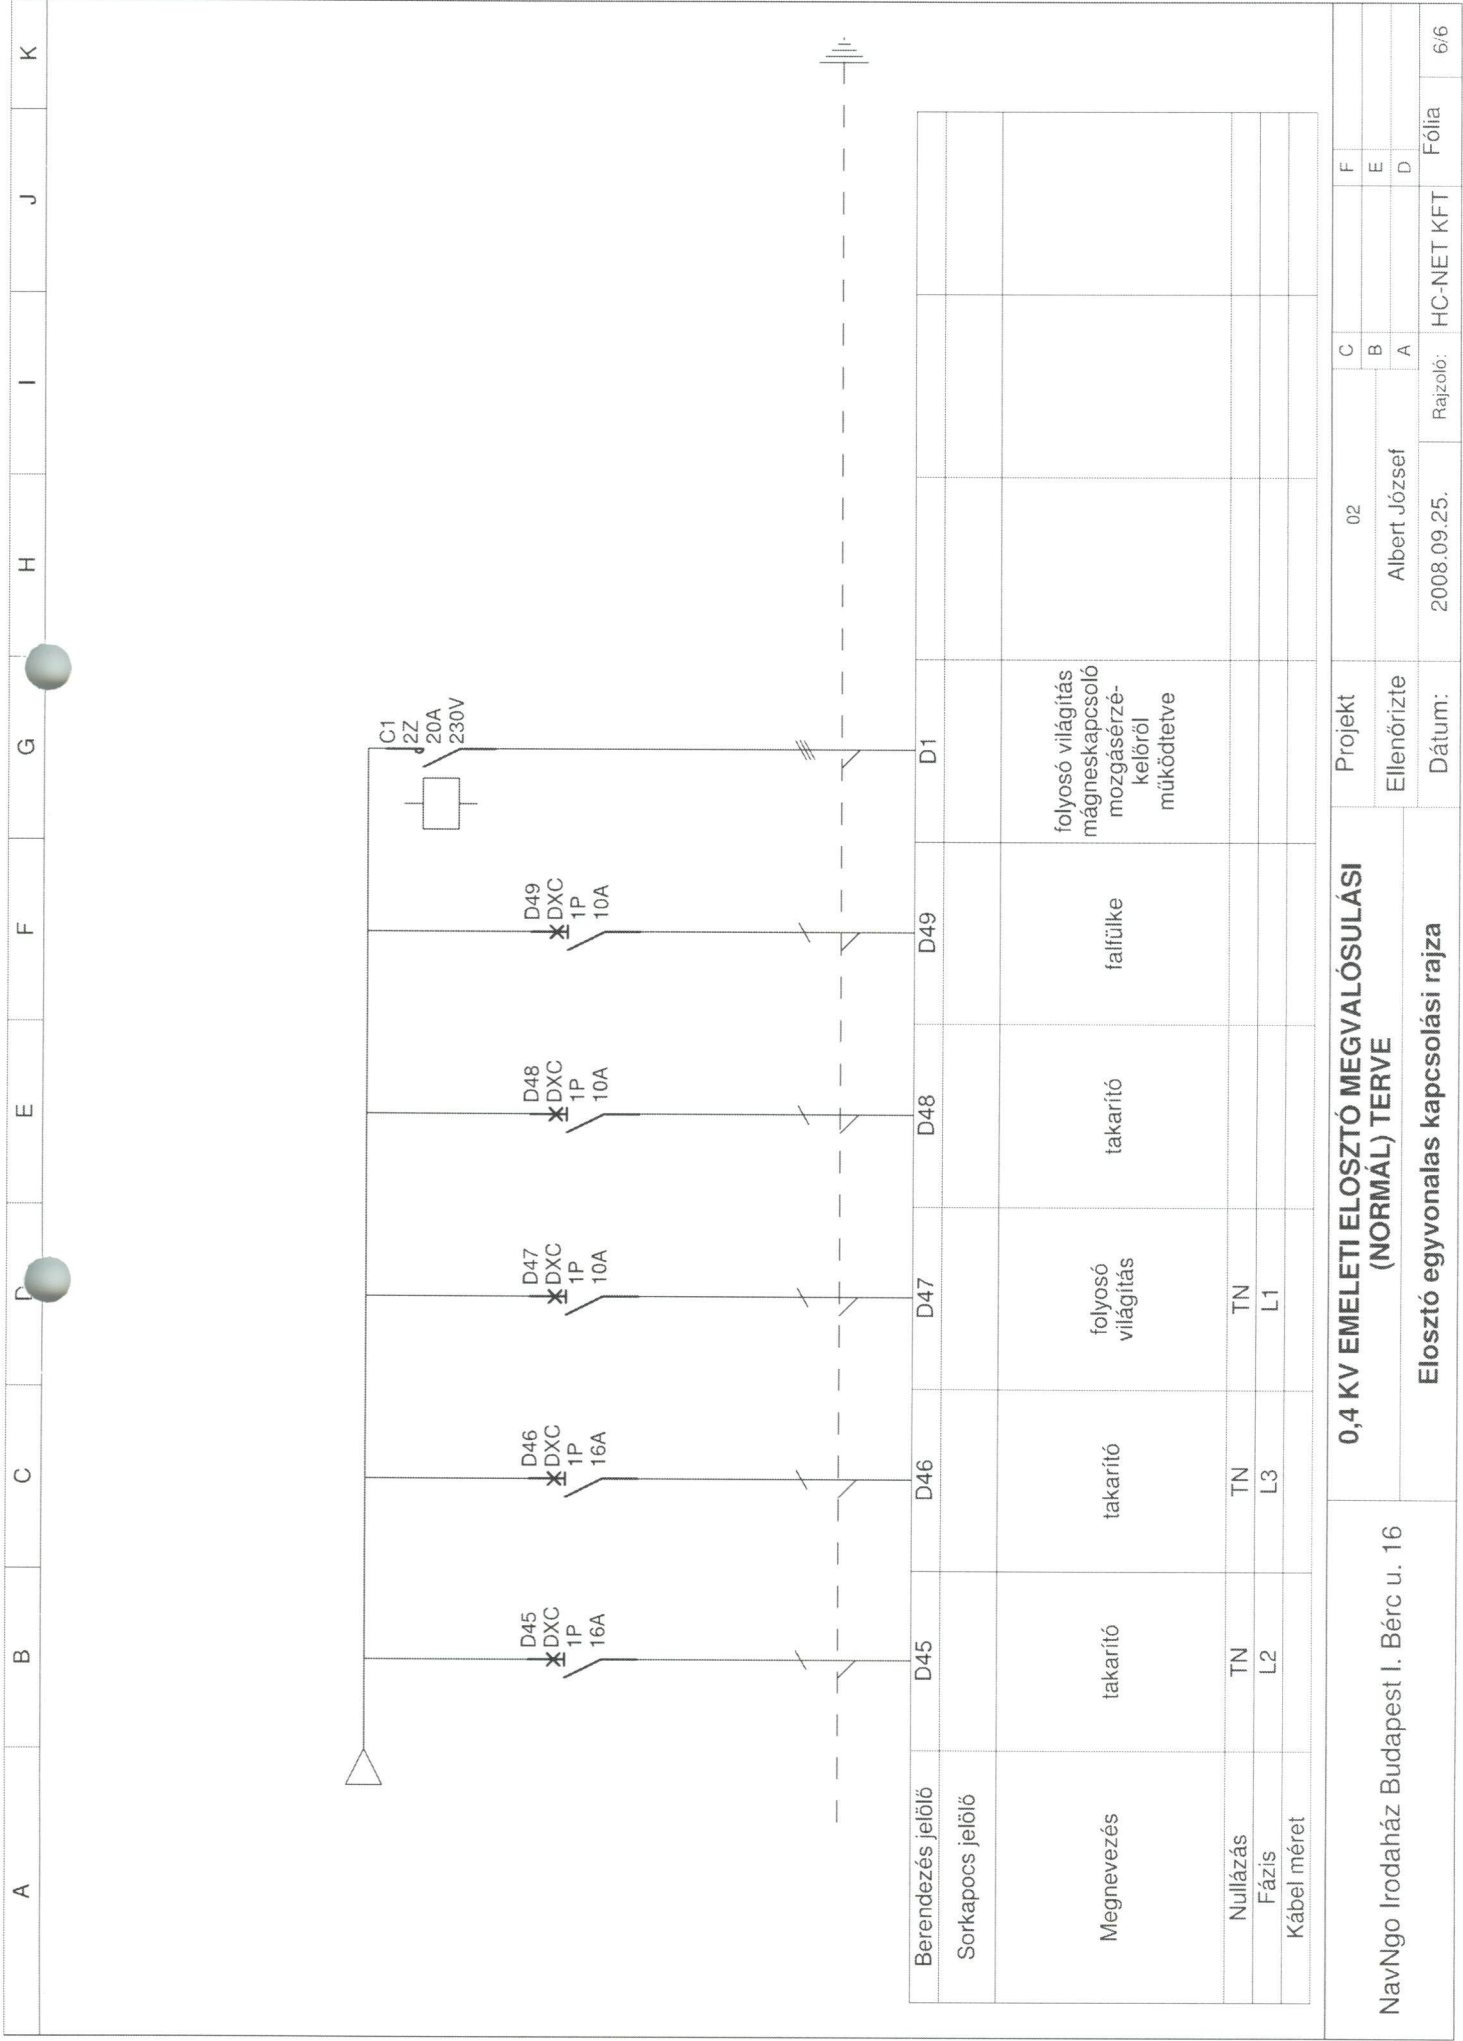 A B C D E F G H I J K
D45
DXC
1P
16A
D46
DXC
1P
16A
D47
DXC
1P
10A
D48
DXC
1P
10A
D49
DXC
1P
10A
C1
2Z
20A
230V
Berendezés jelölő D45 D46 D47 D48 D49 D1
Sorkapocs jelölő
Megnevezés
takarító
takarító
folyosó
világítás
takarító
falfülke
folyosó világítás
mágneskapcsoló
mozgásérzé-
kelőről
működtetve
Nullázás TN TN TN
Fázis L2 L3 L1
Kábel méret
NavNgo Irodaház Budapest I. Bérc u. 16
0,4 KV EMELETI ELOSZTÓ MEGVALÓSULÁSI
(NORMÁL) TERVE
Elosztó egyvonalas kapcsolási rajza
Projekt 02
Ellenőrizte Albert József
Dátum: 2008.09.25.
C F
B E
A D
Rajzoló: HC-NET KFT Fólia 6/6